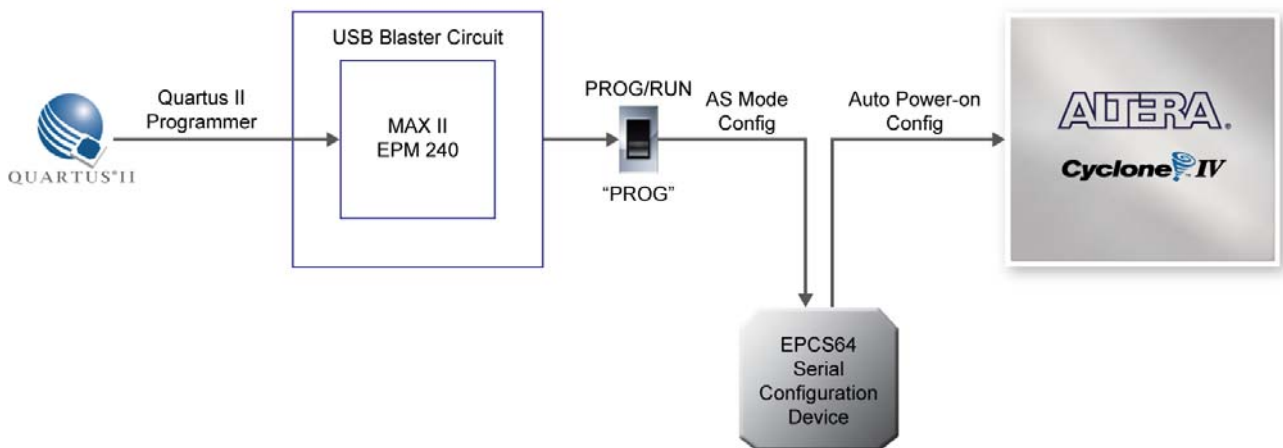 USB Blaster Circuit
Quartus II
Programmer
QUARTUS®II
MAX II
EPM 240
PROG/RUN
"PROG"
AS Mode
Config
Auto Power-on
Config
ALTERA®
Cyclone™ IV
EPCS64
Serial
Configuration
Device